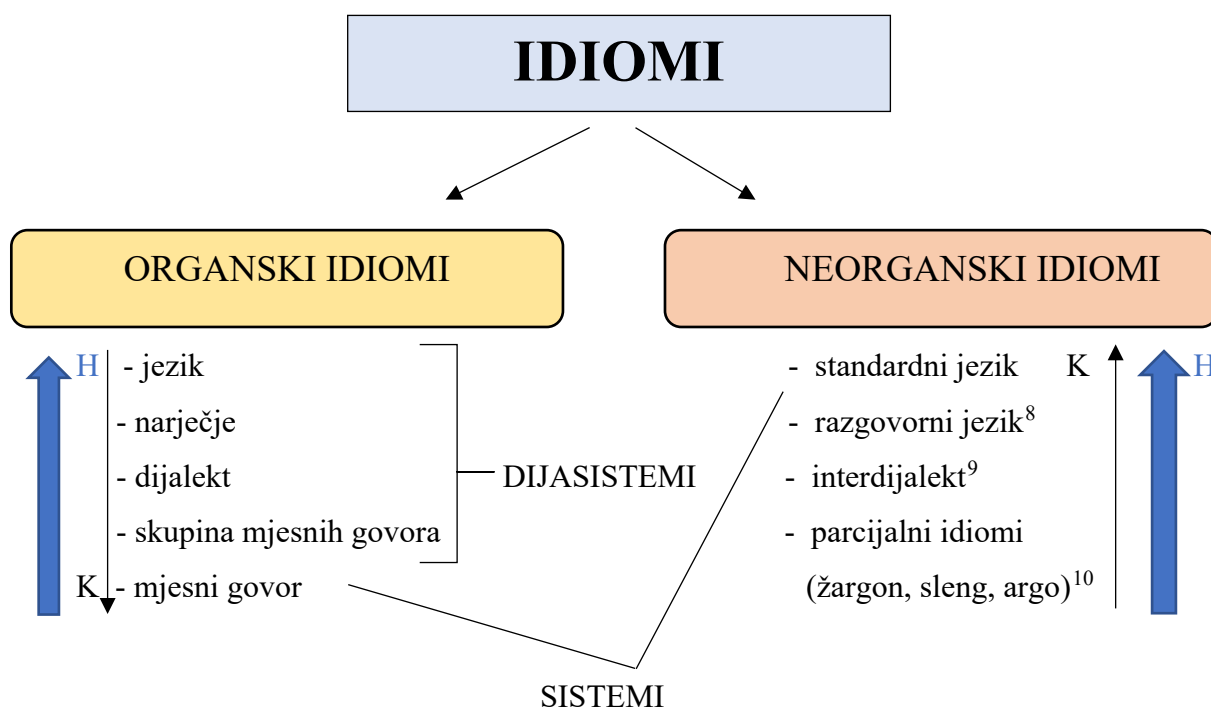 IDIOMI
ORGANSKI IDIOMI
NEORGANSKI IDIOMI
H
- jezik
- narječje
- dijalekt
- skupina mjesnih govora
K - mjesni govor
DIJASISTEMI
- standardni jezik K
H
- razgovorni jezik⁸
- interdijalekt⁹
- parcijalni idiomi
(žargon, sleng, argo)¹⁰
SISTEMI